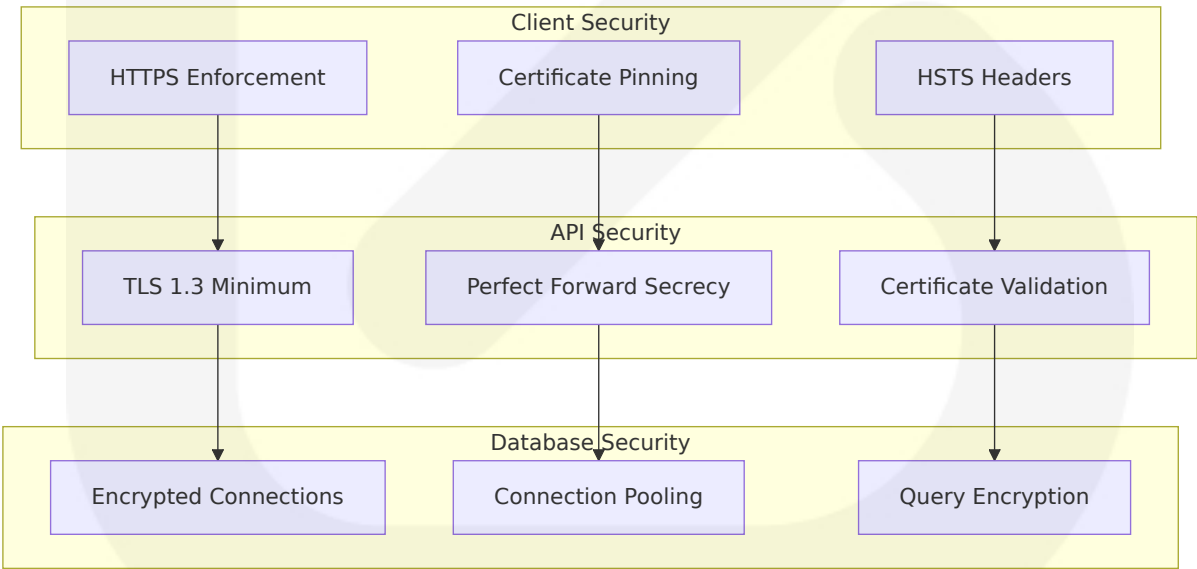 Client Security
HTTPS Enforcement
Certificate Pinning
HSTS Headers
API Security
TLS 1.3 Minimum
Perfect Forward Secrecy
Certificate Validation
Database Security
Encrypted Connections
Connection Pooling
Query Encryption